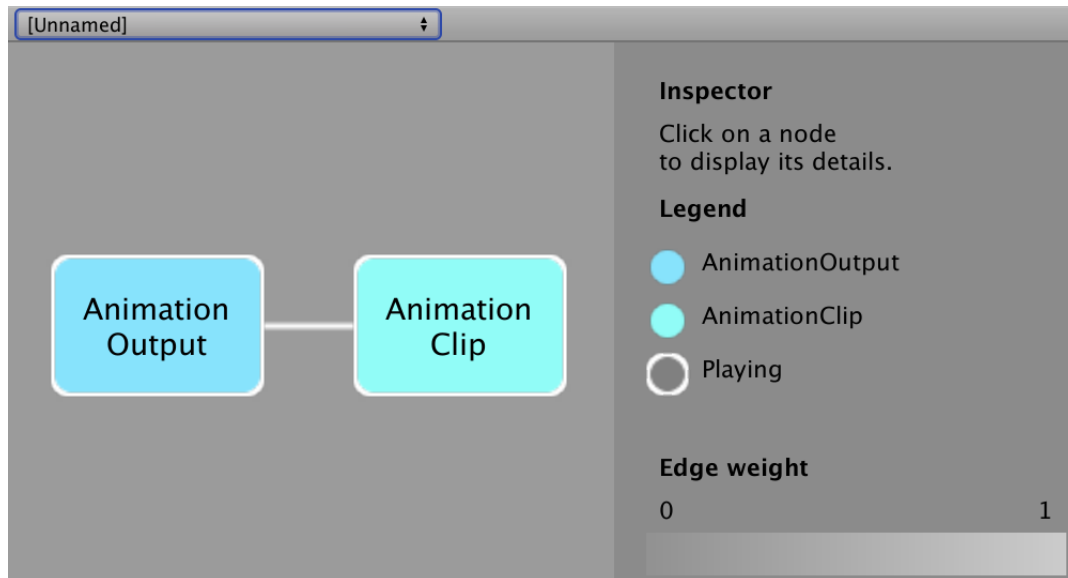 [Unnamed]
Animation
Output
Animation
Clip
Inspector
Click on a node
to display its details.
Legend
AnimationOutput
AnimationClip
Playing
Edge weight
0 1